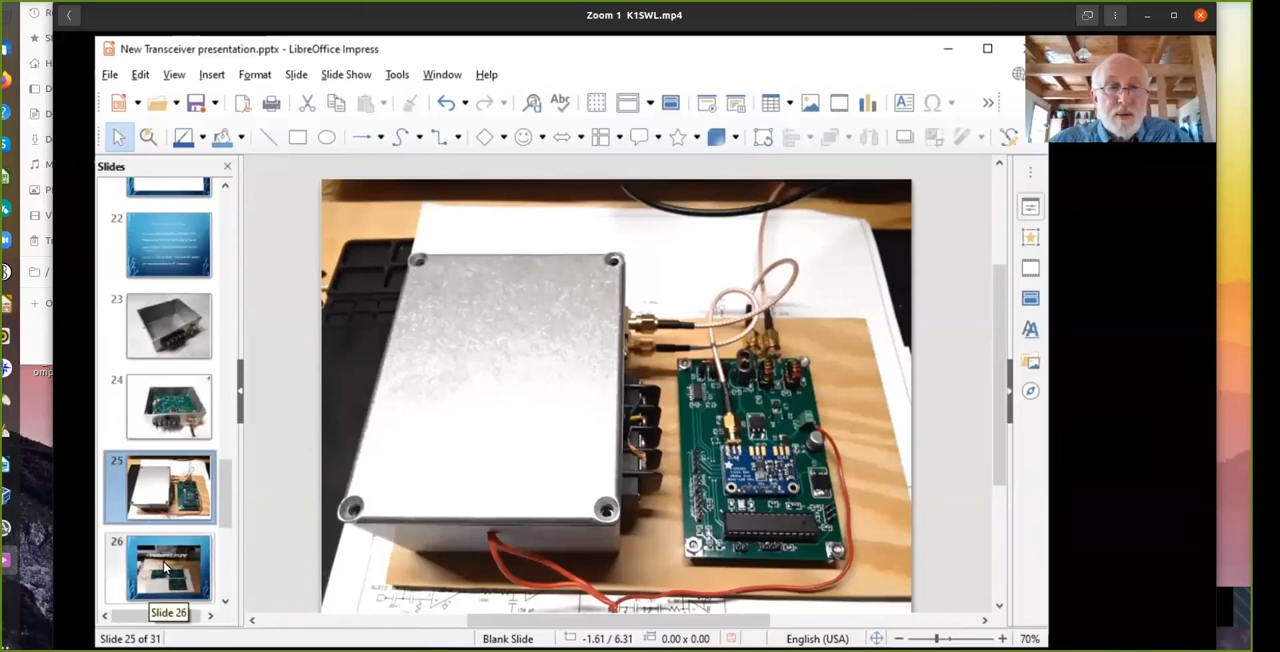 Zoom 1 K1SWL.mp4
New Transceiver presentation.pptx - LibreOffice Impress
File Edit View Insert Format Slide Slide Show Tools Window Help
Abc
Slides
22
23
24
25
26
Slide 26
Slide 25 of 31
Blank Slide
-1.61 / 6.31
0.00 x 0.00
English (USA)
70%